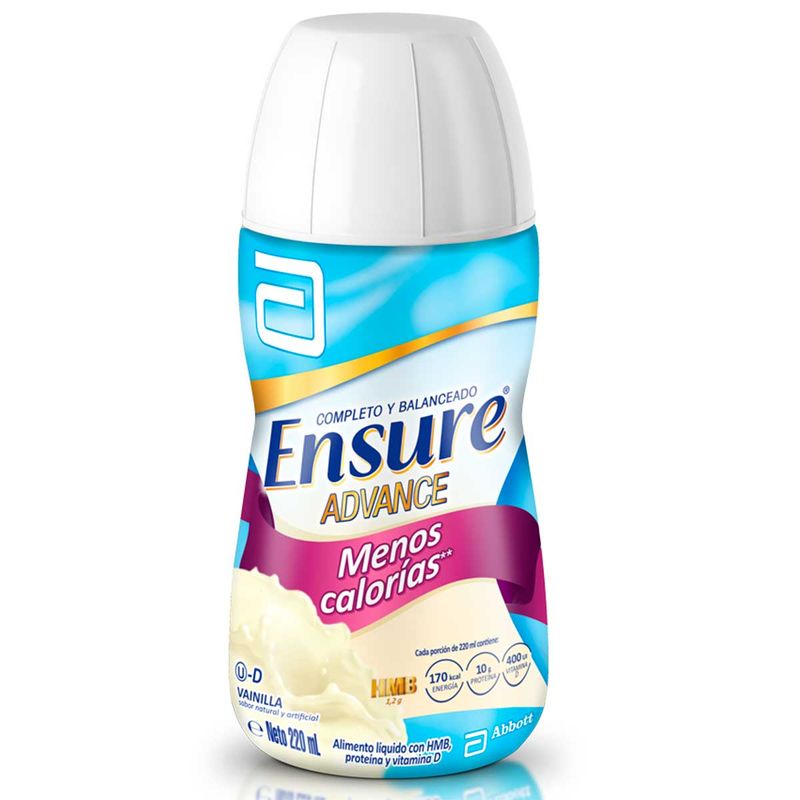 COMPLETO Y BALANCEADO
Ensure®
ADVANCE
Menos
calorías**
Cada porción de 220 ml contiene:
HMB
1,2 g
170 kcal
ENERGÍA
10 g
PROTEÍNA
400 UI
VITAMINA
D
U-D
VAINILLA
sabor natural y artificial
e Neto 220 mL
Alimento líquido con HMB,
proteína y vitamina D
Abbott